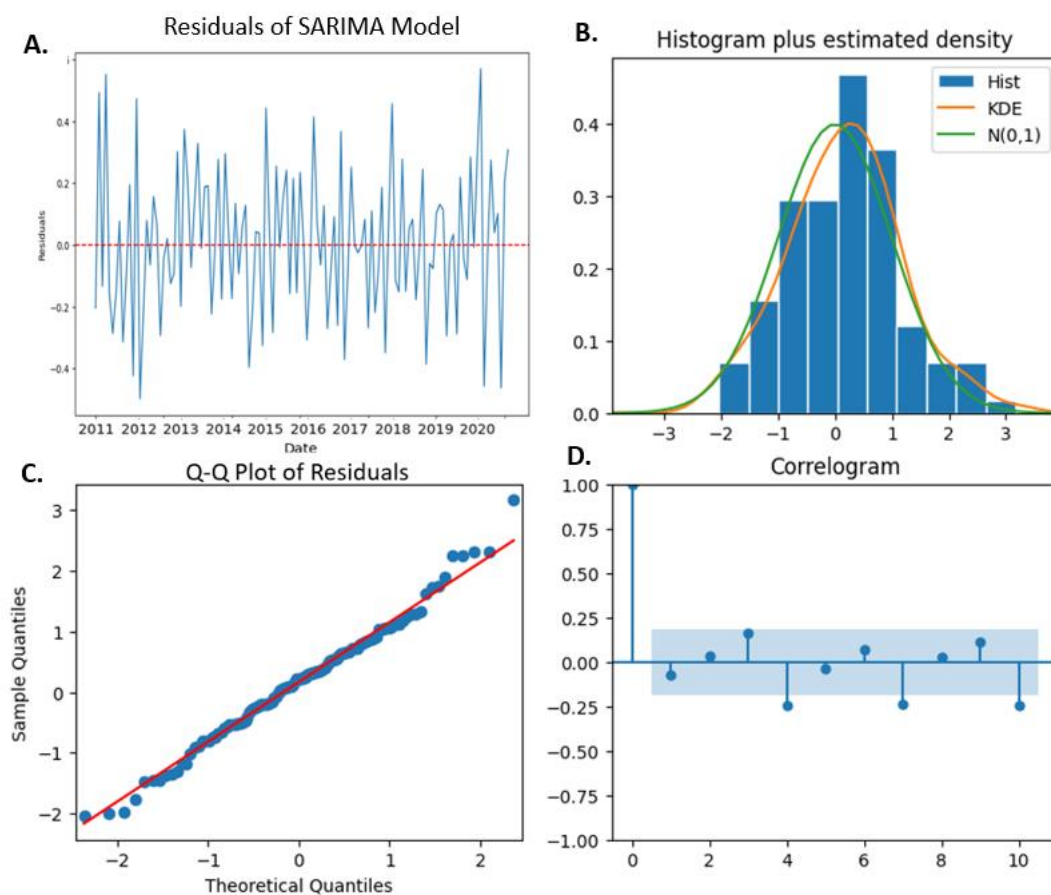 A.
Residuals of SARIMA Model
0.4
0.2
0.0
−0.2
−0.4
Residuals
2011 2012 2013 2014 2015 2016 2017 2018 2019 2020
Date
B.
Histogram plus estimated density
Hist
KDE
N(0,1)
0.4
0.3
0.2
0.1
0.0
−3 −2 −1 0 1 2 3
C.
Q-Q Plot of Residuals
3
2
1
0
−1
−2
Sample Quantiles
−2 −1 0 1 2
Theoretical Quantiles
D.
Correlogram
1.00
0.75
0.50
0.25
0.00
−0.25
−0.50
−0.75
−1.00
0 2 4 6 8 10